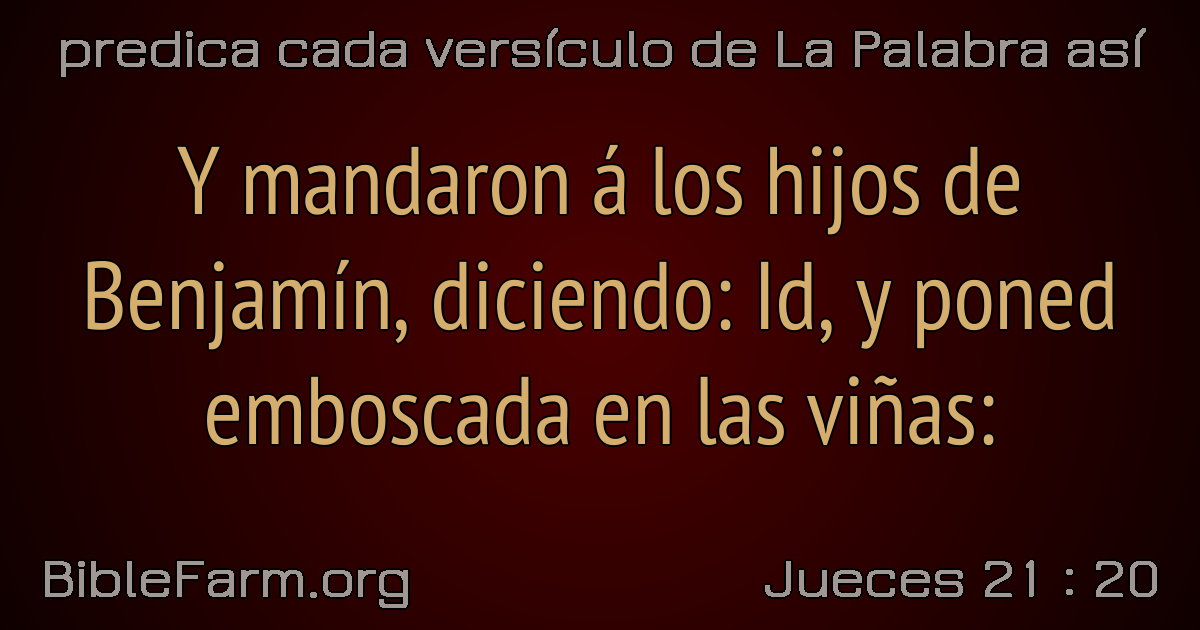 predica cada versículo de La Palabra así
Y mandaron á los hijos de
Benjamín, diciendo: Id, y poned
emboscada en las viñas:
BibleFarm.org
Jueces 21 : 20